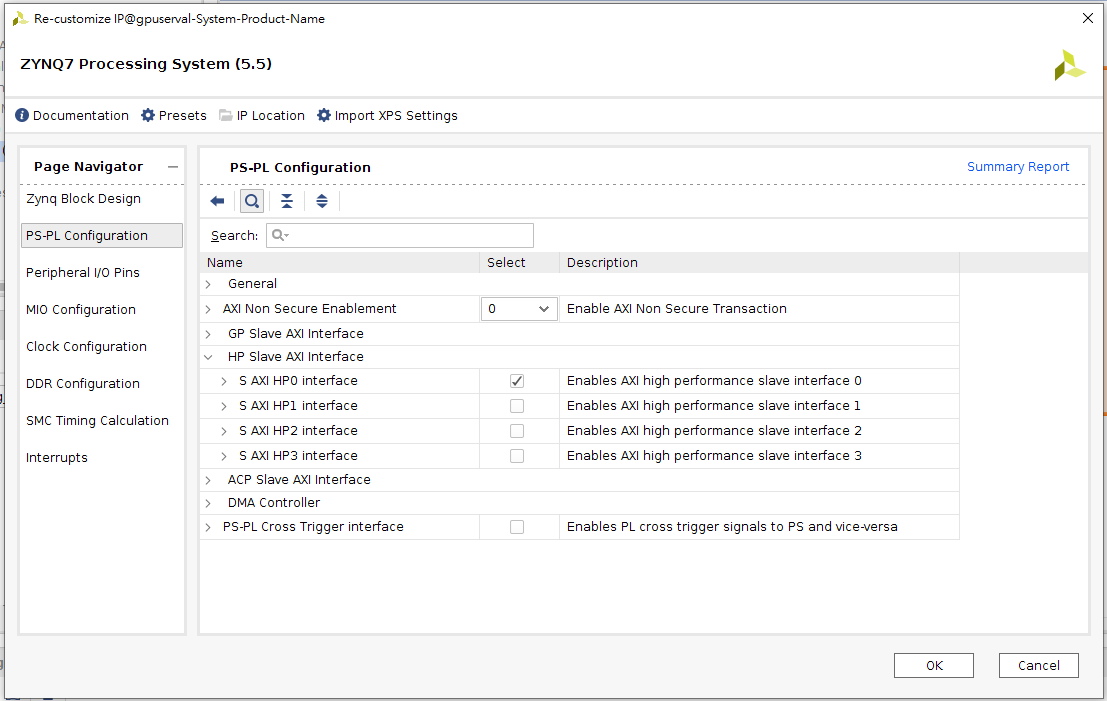 Re-customize IP@gpuserval-System-Product-Name
ZYNQ7 Processing System (5.5)
Documentation Presets IP Location Import XPS Settings
Page Navigator
Zynq Block Design
PS-PL Configuration
Peripheral I/O Pins
MIO Configuration
Clock Configuration
DDR Configuration
SMC Timing Calculation
Interrupts
PS-PL Configuration Summary Report
Search:
Name Select Description
General
AXI Non Secure Enablement 0 Enable AXI Non Secure Transaction
GP Slave AXI Interface
HP Slave AXI Interface
S AXI HP0 interface Enables AXI high performance slave interface 0
S AXI HP1 interface Enables AXI high performance slave interface 1
S AXI HP2 interface Enables AXI high performance slave interface 2
S AXI HP3 interface Enables AXI high performance slave interface 3
ACP Slave AXI Interface
DMA Controller
PS-PL Cross Trigger interface Enables PL cross trigger signals to PS and vice-versa
OK Cancel